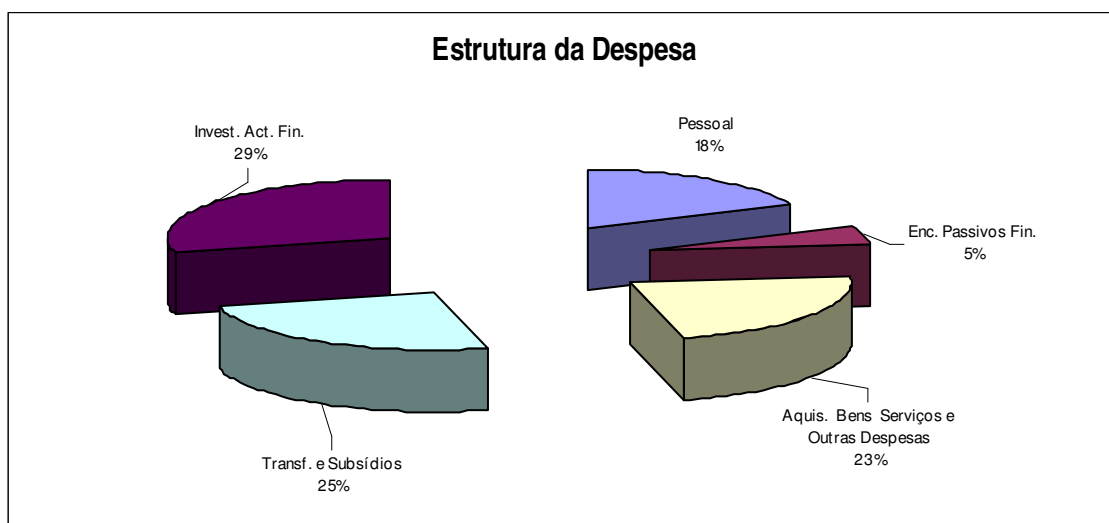 Estrutura da Despesa
Invest. Act. Fin.
29%
Pessoal
18%
Enc. Passivos Fin.
5%
Aquis. Bens Serviços e
Outras Despesas
23%
Transf. e Subsídios
25%